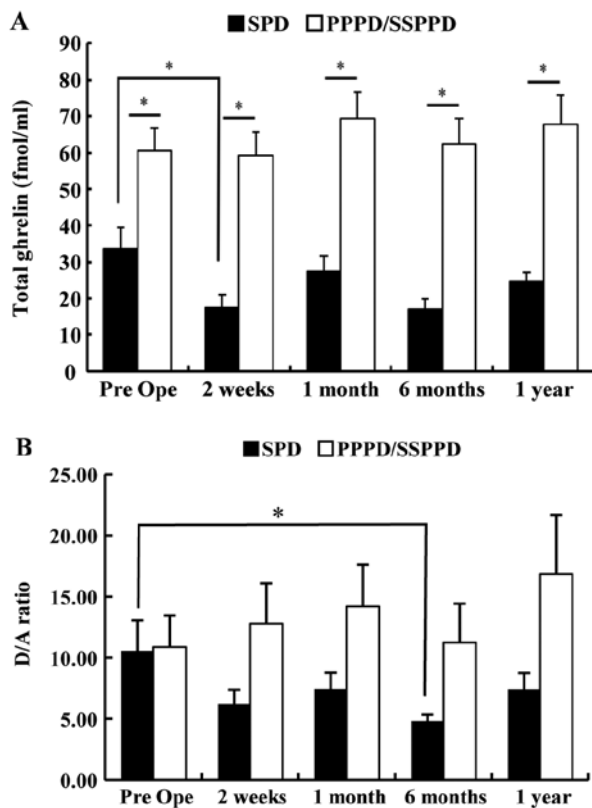 A
SPD PPPD/SSPPD
Total ghrelin (fmol/ml)
90
80
70
60
50
40
30
20
10
0
* * * * * *
Pre Ope 2 weeks 1 month 6 months 1 year
B
SPD PPPD/SSPPD
D/A ratio
25.00
20.00
15.00
10.00
5.00
0.00
*
Pre Ope 2 weeks 1 month 6 months 1 year